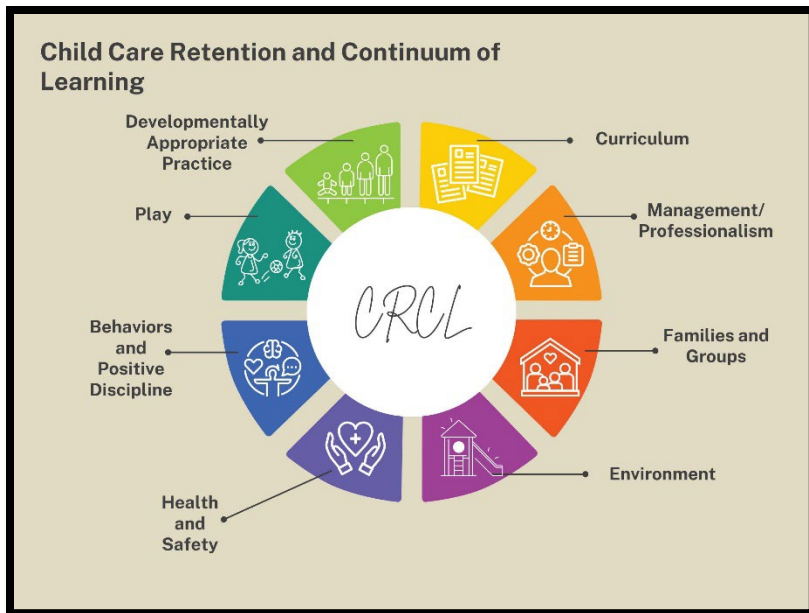 Child Care Retention and Continuum of
Learning
Developmentally
Appropriate
Practice
Curriculum
Play
Management/
Professionalism
CRCL
Behaviors
and
Positive
Discipline
Families and
Groups
Health
and
Safety
Environment